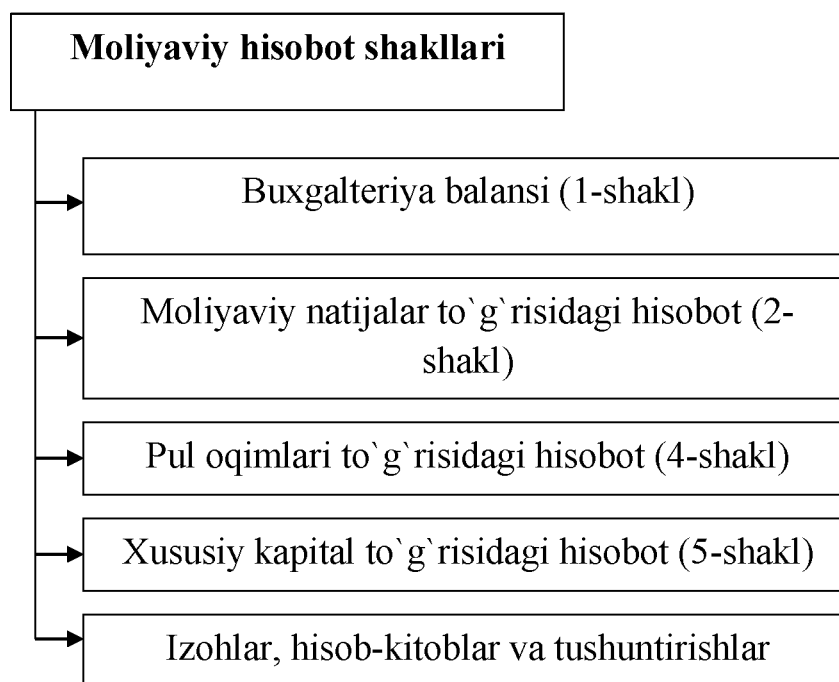 Moliyaviy hisobot shakllari
Buxgalteriya balansi (1-shakl)
Moliyaviy natijalar to`g`risidagi hisobot (2-
shakl)
Pul oqimlari to`g`risidagi hisobot (4-shakl)
Xususiy kapital to`g`risidagi hisobot (5-shakl)
Izohlar, hisob-kitoblar va tushuntirishlar